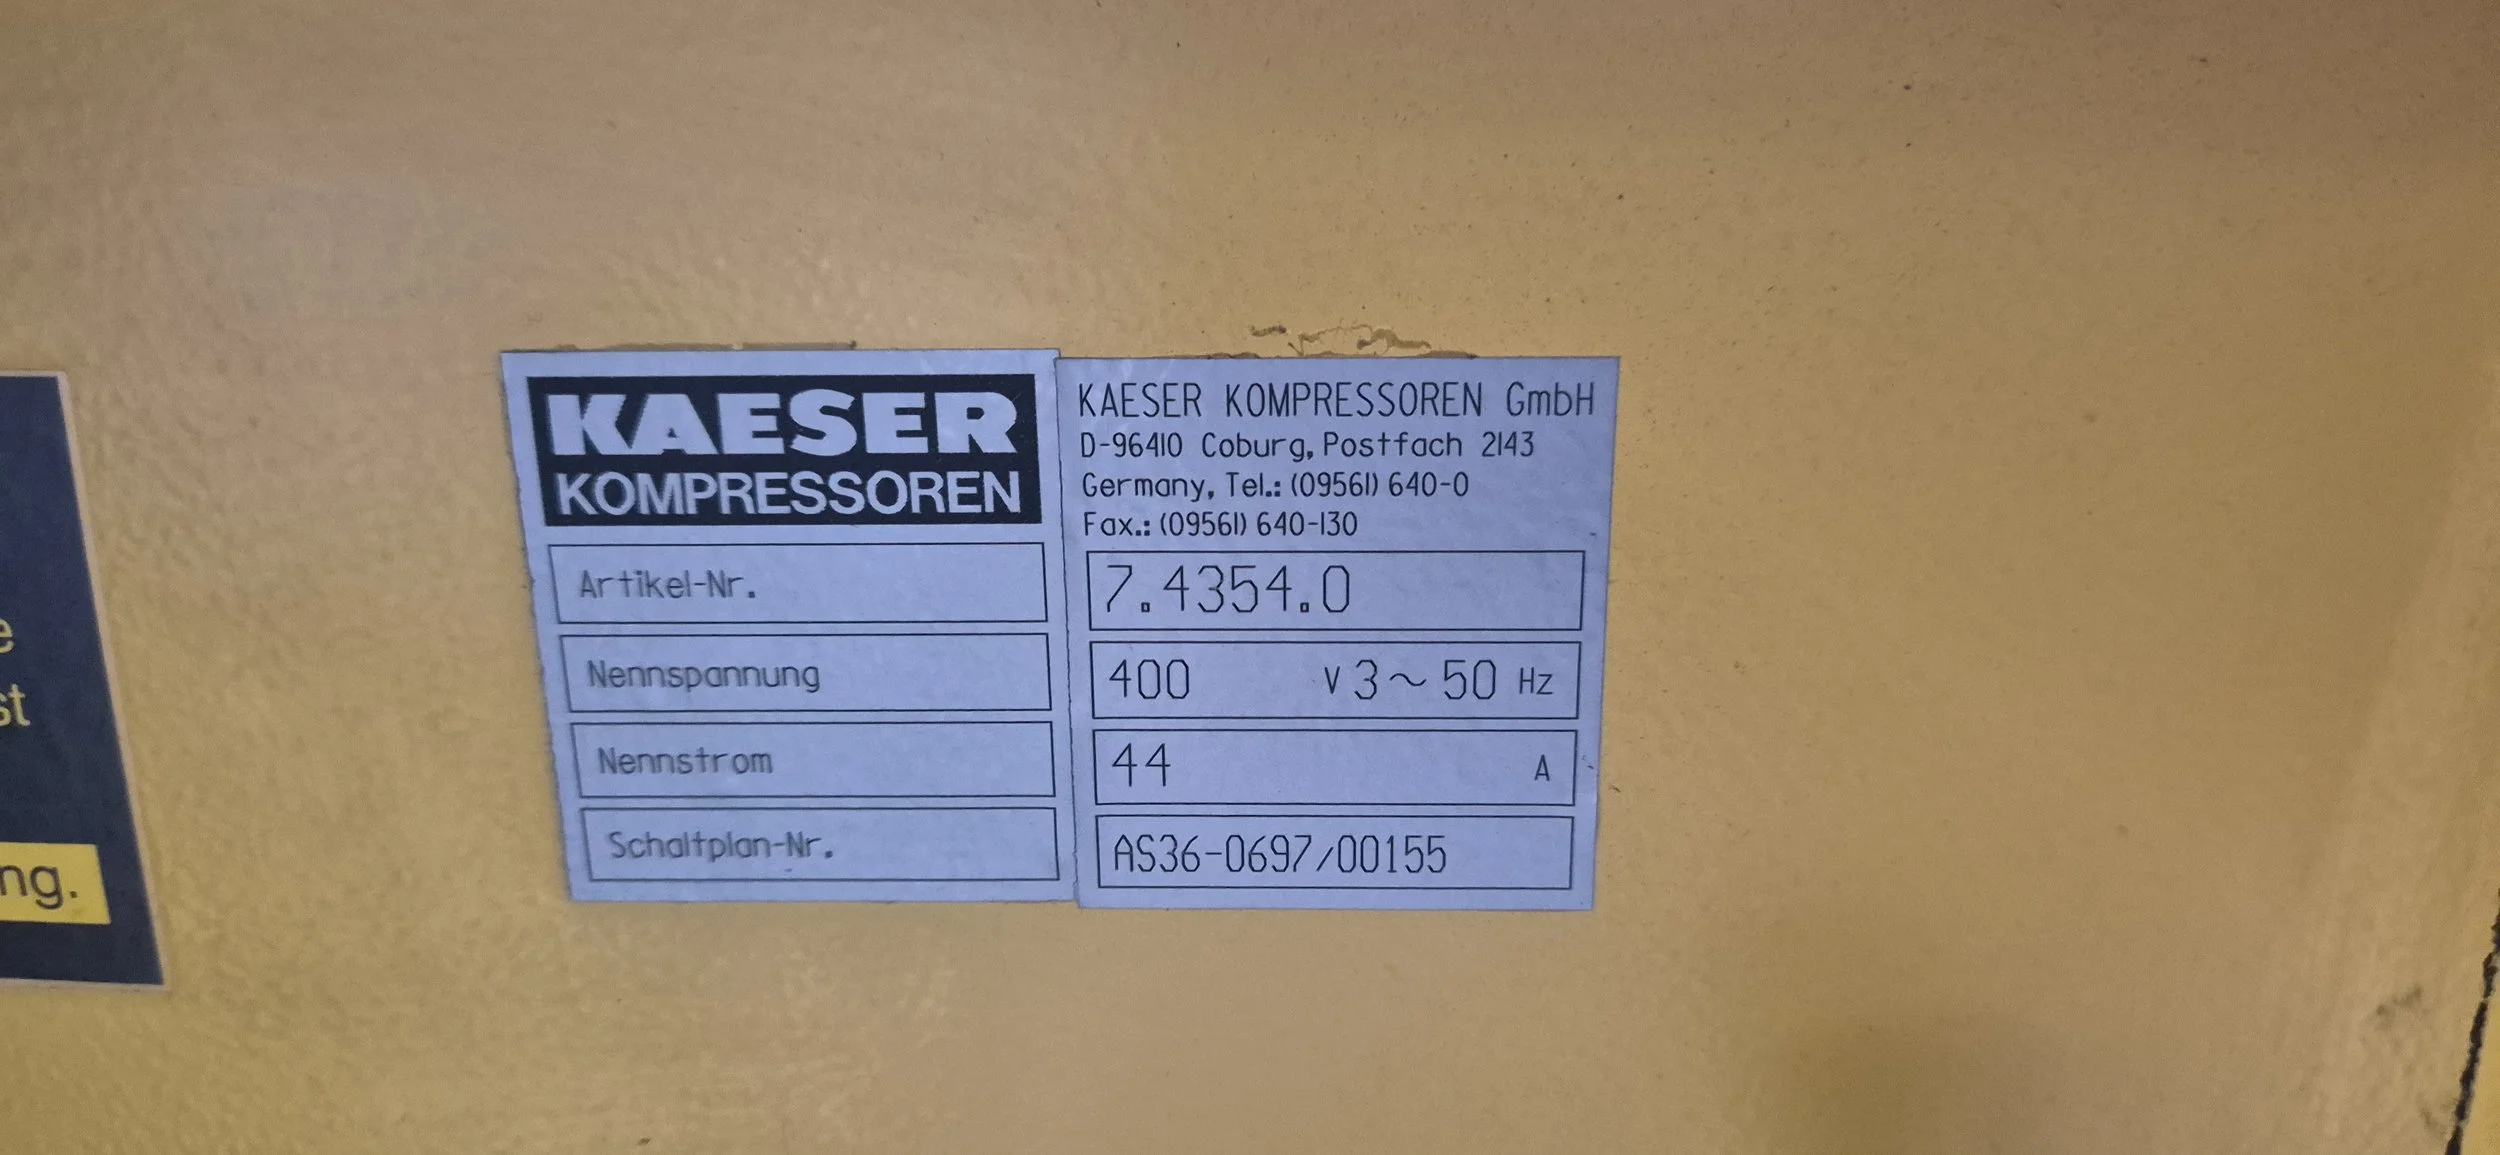 KAESER
KOMPRESSOREN
KAESER KOMPRESSOREN GmbH
D-96410 Coburg, Postfach 2143
Germany, Tel.: (09561) 640-0
Fax.: (09561) 640-130
Artikel-Nr. 7.4354.0
Nennspannung 400 V 3~ 50 Hz
Nennstrom 44 A
Schaltplan-Nr. AS36-0697/00155